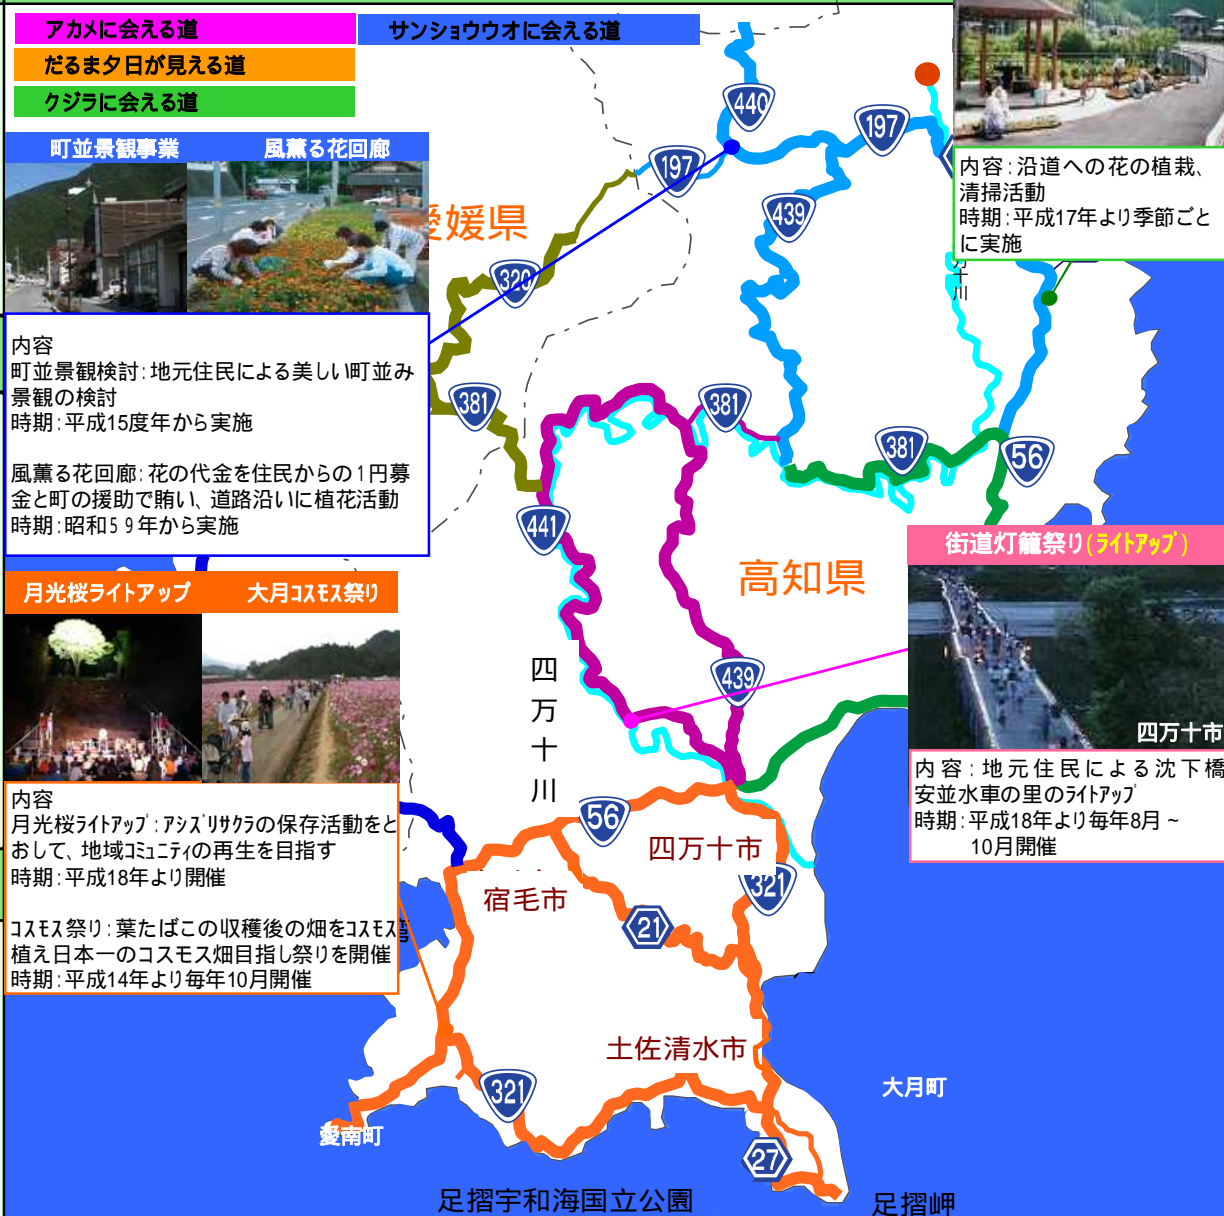 アカメに会える道
サンショウウオに会える道
だるま夕日が見える道
クジラに会える道
町並景観事業
風薫る花回廊
内容
町並景観検討：地元住民による美しい町並み
景観の検討
時期：平成15度年から実施
風薫る花回廊：花の代金を住民からの１円募
金と町の援助で賄い、道路沿いに植花活動
時期：昭和５９年から実施
内容：沿道への花の植栽、
清掃活動
時期：平成17年より季節ごと
に実施
愛媛県
高知県
440
197
197
439
320
381
381
381
56
441
439
万十川
街道灯籠祭り(ライトアップ)
四万十市
内容：地元住民による沈下橋
安並水車の里のライトアップ
時期：平成18年より毎年8月～
10月開催
月光桜ライトアップ
大月コスモス祭り
内容
月光桜ライトアップ：アシズリザクラの保存活動をと
おして、地域コミュニティの再生を目指す
時期：平成18年より開催
コスモス祭り：葉たばこの収穫後の畑をコスモス
植え日本一のコスモス畑目指し祭りを開催
時期：平成14年より毎年10月開催
四万十川
56
四万十市
321
宿毛市
21
土佐清水市
321
大月町
愛南町
27
足摺宇和海国立公園
足摺岬